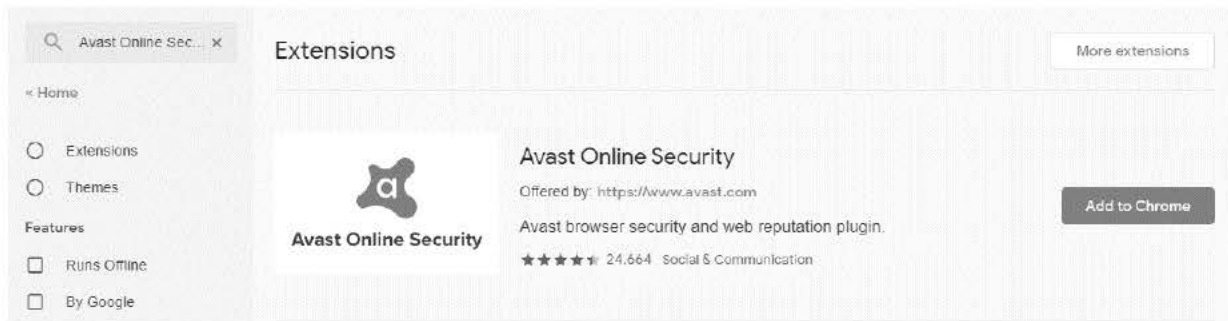 Avast Online Sec... ×
Extensions
More extensions
« Home
Extensions
Themes
Features
Runs Offline
By Google
a
Avast Online Security
Avast Online Security
Offered by: https://www.avast.com
Avast browser security and web reputation plugin.
24,664 Social & Communication
Add to Chrome